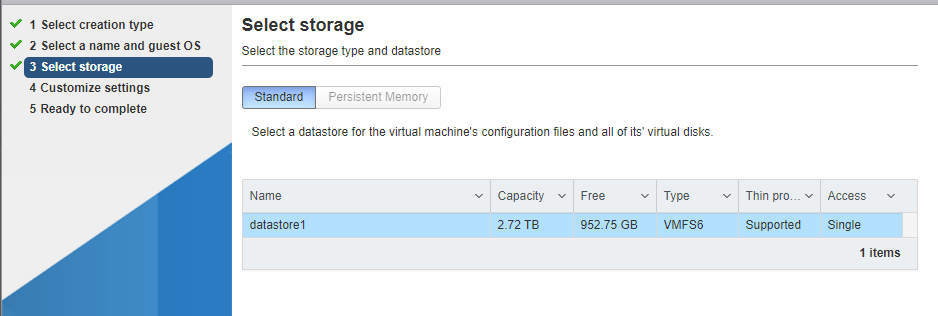 1 Select creation type
2 Select a name and guest OS
3 Select storage
4 Customize settings
5 Ready to complete
Select storage
Select the storage type and datastore
Standard Persistent Memory
Select a datastore for the virtual machine's configuration files and all of its' virtual disks.
Name Capacity Free Type Thin pro... Access
datastore1 2.72 TB 952.75 GB VMFS6 Supported Single
1 items